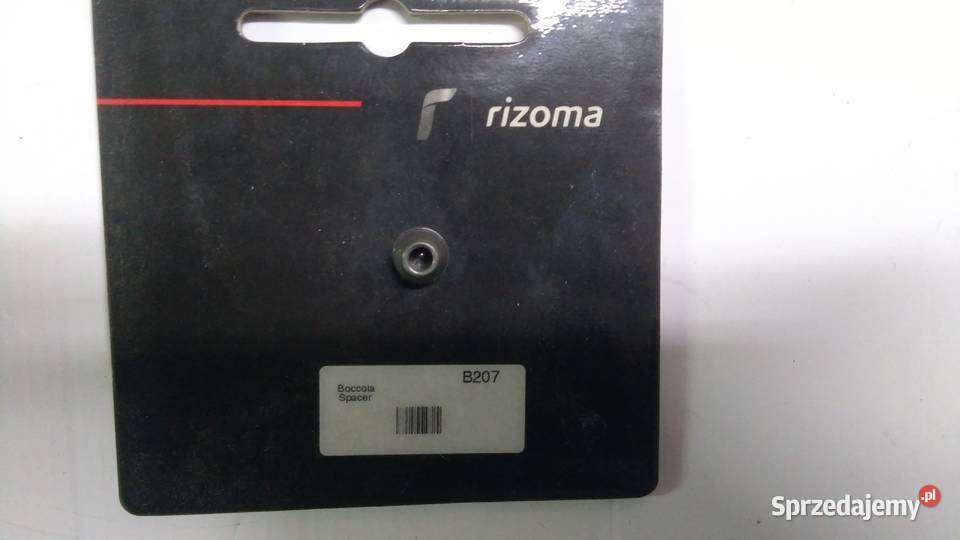 rizoma
B207
Boccola
Spacer
Sprzedajemy.pl